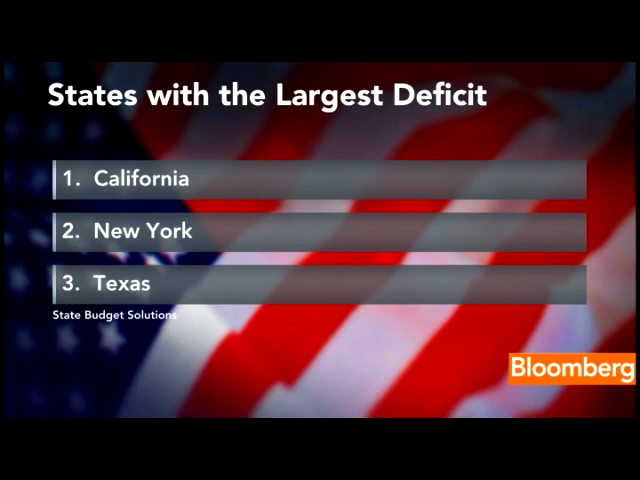 States with the Largest Deficit
1. California
2. New York
3. Texas
State Budget Solutions
Bloomberg